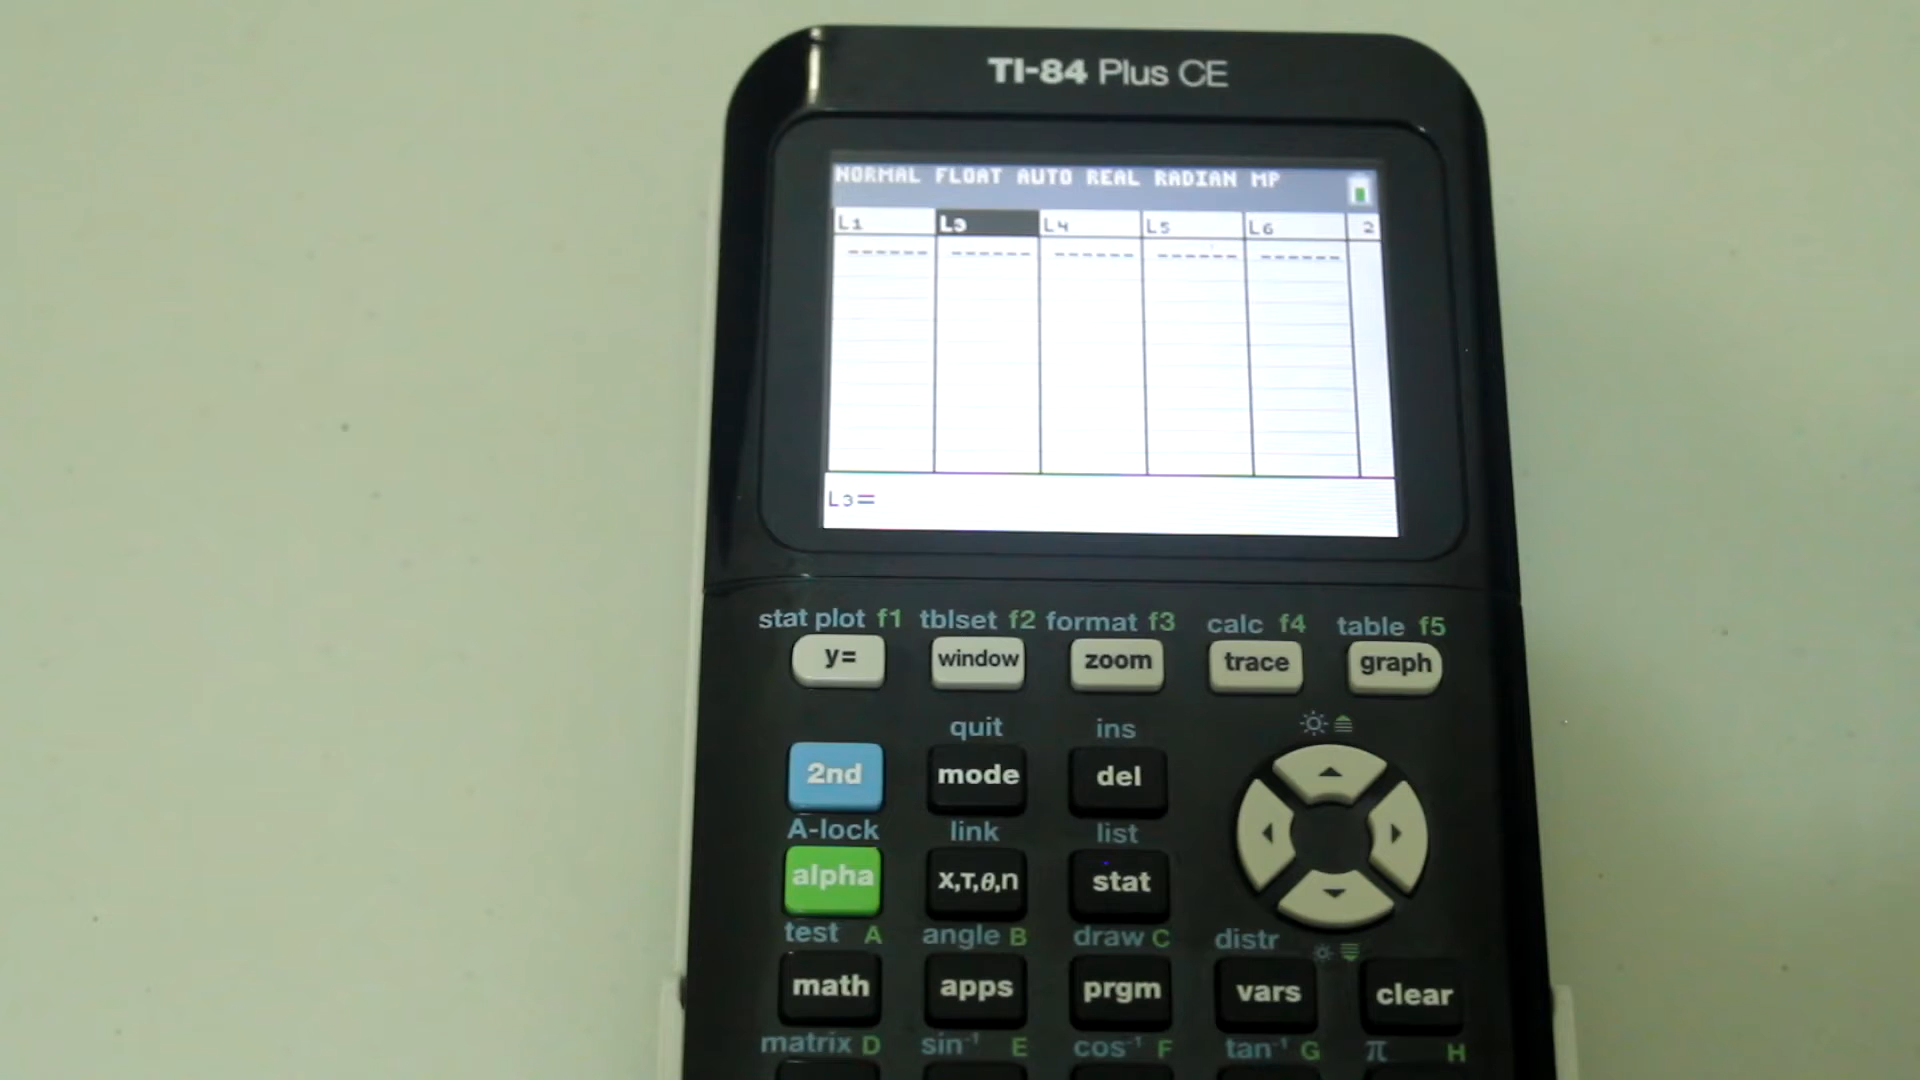 TI-84 Plus CE
NORMAL FLOAT AUTO REAL RADIAN MP
L1 L3 L4 L5 L6 2
------ ------ ------ ------ ------
L3=
stat plot f1 tblset f2 format f3 calc f4 table f5
y= window zoom trace graph
quit ins
2nd mode del
A-lock link list
alpha X,T,θ,n stat
test A angle B draw C distr
math apps prgm vars clear
matrix D sin⁻¹ E cos⁻¹ F tan⁻¹ G π H